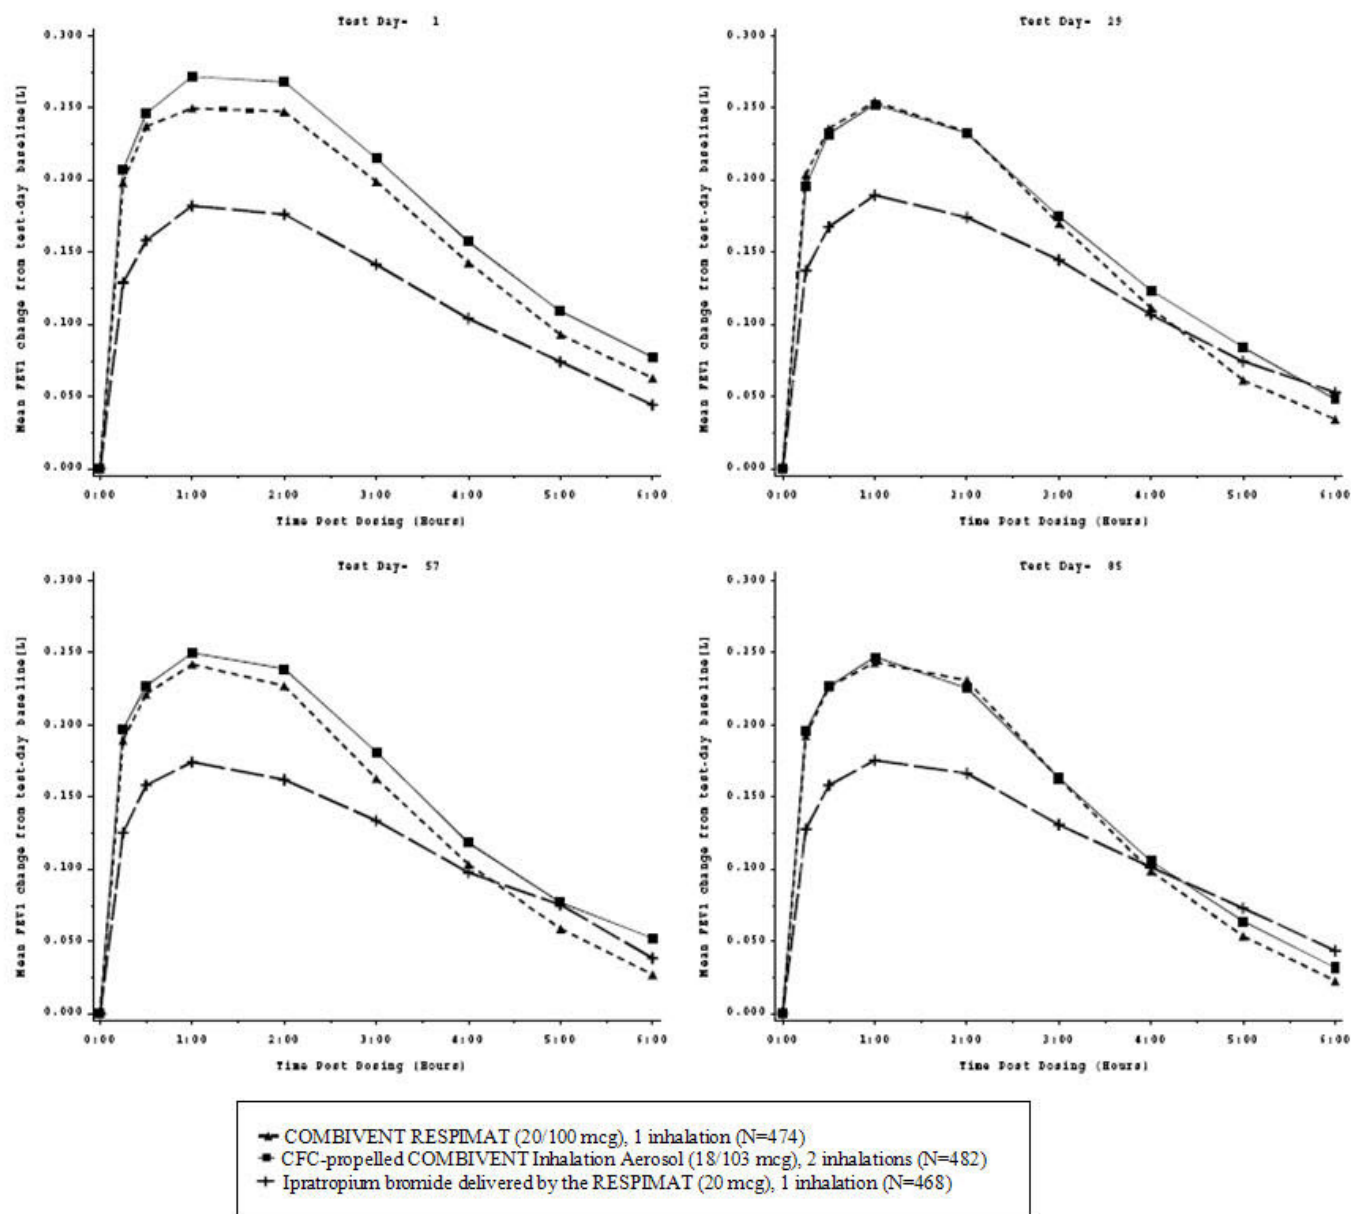 Test Day= 1
Mean FEV1 change from test-day baseline[L]
0.300
0.250
0.200
0.150
0.100
0.050
0.000
0:00 1:00 2:00 3:00 4:00 5:00 6:00
Time Post Dosing (Hours)
Test Day= 29
Mean FEV1 change from test-day baseline[L]
0.300
0.250
0.200
0.150
0.100
0.050
0.000
0:00 1:00 2:00 3:00 4:00 5:00 6:00
Time Post Dosing (Hours)
Test Day= 57
Mean FEV1 change from test-day baseline[L]
0.300
0.250
0.200
0.150
0.100
0.050
0.000
0:00 1:00 2:00 3:00 4:00 5:00 6:00
Time Post Dosing (Hours)
Test Day= 85
Mean FEV1 change from test-day baseline[L]
0.300
0.250
0.200
0.150
0.100
0.050
0.000
0:00 1:00 2:00 3:00 4:00 5:00 6:00
Time Post Dosing (Hours)
COMBIVENT RESPIMAT (20/100 mcg), 1 inhalation (N=474)
CFC-propelled COMBIVENT Inhalation Aerosol (18/103 mcg), 2 inhalations (N=482)
Ipratropium bromide delivered by the RESPIMAT (20 mcg), 1 inhalation (N=468)